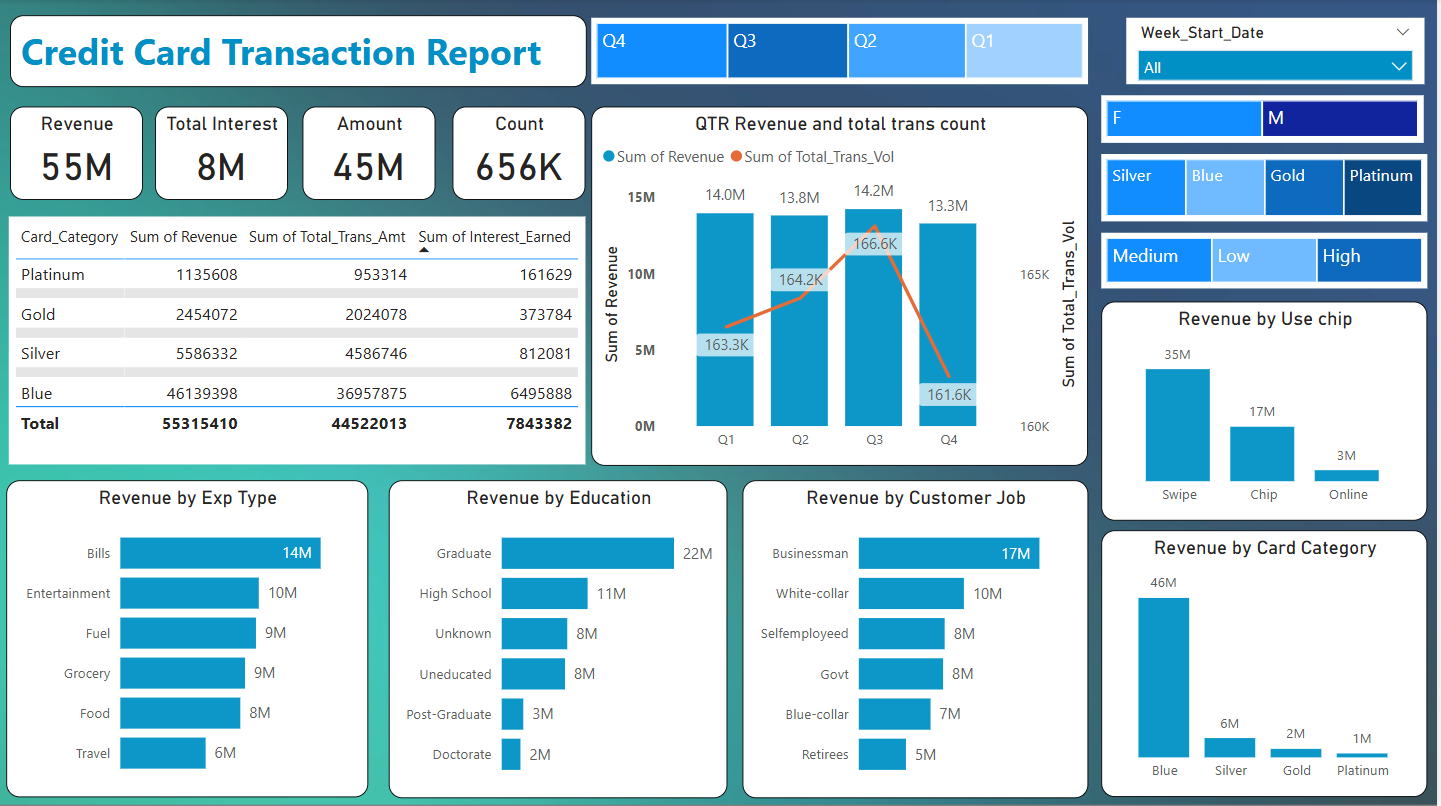 Credit Card Transaction Report
Q4 Q3 Q2 Q1
Week_Start_Date
All
F M
Silver Blue Gold Platinum
Medium Low High
Revenue
55M
Total Interest
8M
Amount
45M
Count
656K
Card_Category Sum of Revenue Sum of Total_Trans_Amt Sum of Interest_Earned
Platinum 1135608 953314 161629
Gold 2454072 2024078 373784
Silver 5586332 4586746 812081
Blue 46139398 36957875 6495888
Total 55315410 44522013 7843382
QTR Revenue and total trans count
Sum of Revenue Sum of Total_Trans_Vol
Sum of Revenue
15M
10M
5M
0M
14.0M 13.8M 14.2M 13.3M
163.3K 164.2K 166.6K 161.6K
Q1 Q2 Q3 Q4
165K
160K
Sum of Total_Trans_Vol
Revenue by Use chip
35M 17M 3M
Swipe Chip Online
Revenue by Exp Type
Bills 14M
Entertainment 10M
Fuel 9M
Grocery 9M
Food 8M
Travel 6M
Revenue by Education
Graduate 22M
High School 11M
Unknown 8M
Uneducated 8M
Post-Graduate 3M
Doctorate 2M
Revenue by Customer Job
Businessman 17M
White-collar 10M
Selfemployeed 8M
Govt 8M
Blue-collar 7M
Retirees 5M
Revenue by Card Category
46M 6M 2M 1M
Blue Silver Gold Platinum